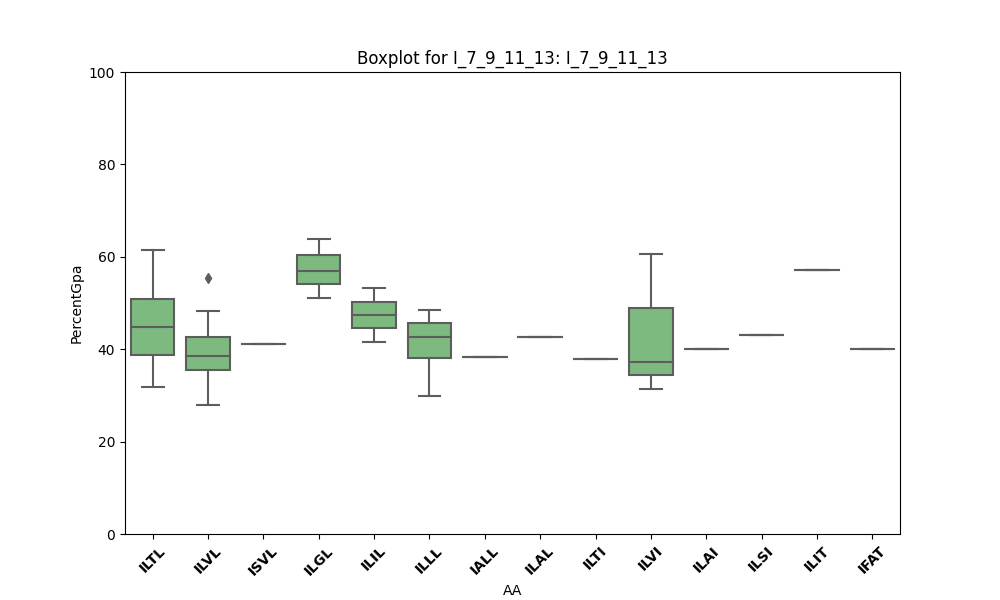 Boxplot for I_7_9_11_13: I_7_9_11_13
100
80
60
40
20
0
PercentGpa
ILTL ILVL ISVL ILGL ILIL ILLL IALL ILAL ILTI ILVI ILAI ILSI ILIT IFAT
AA